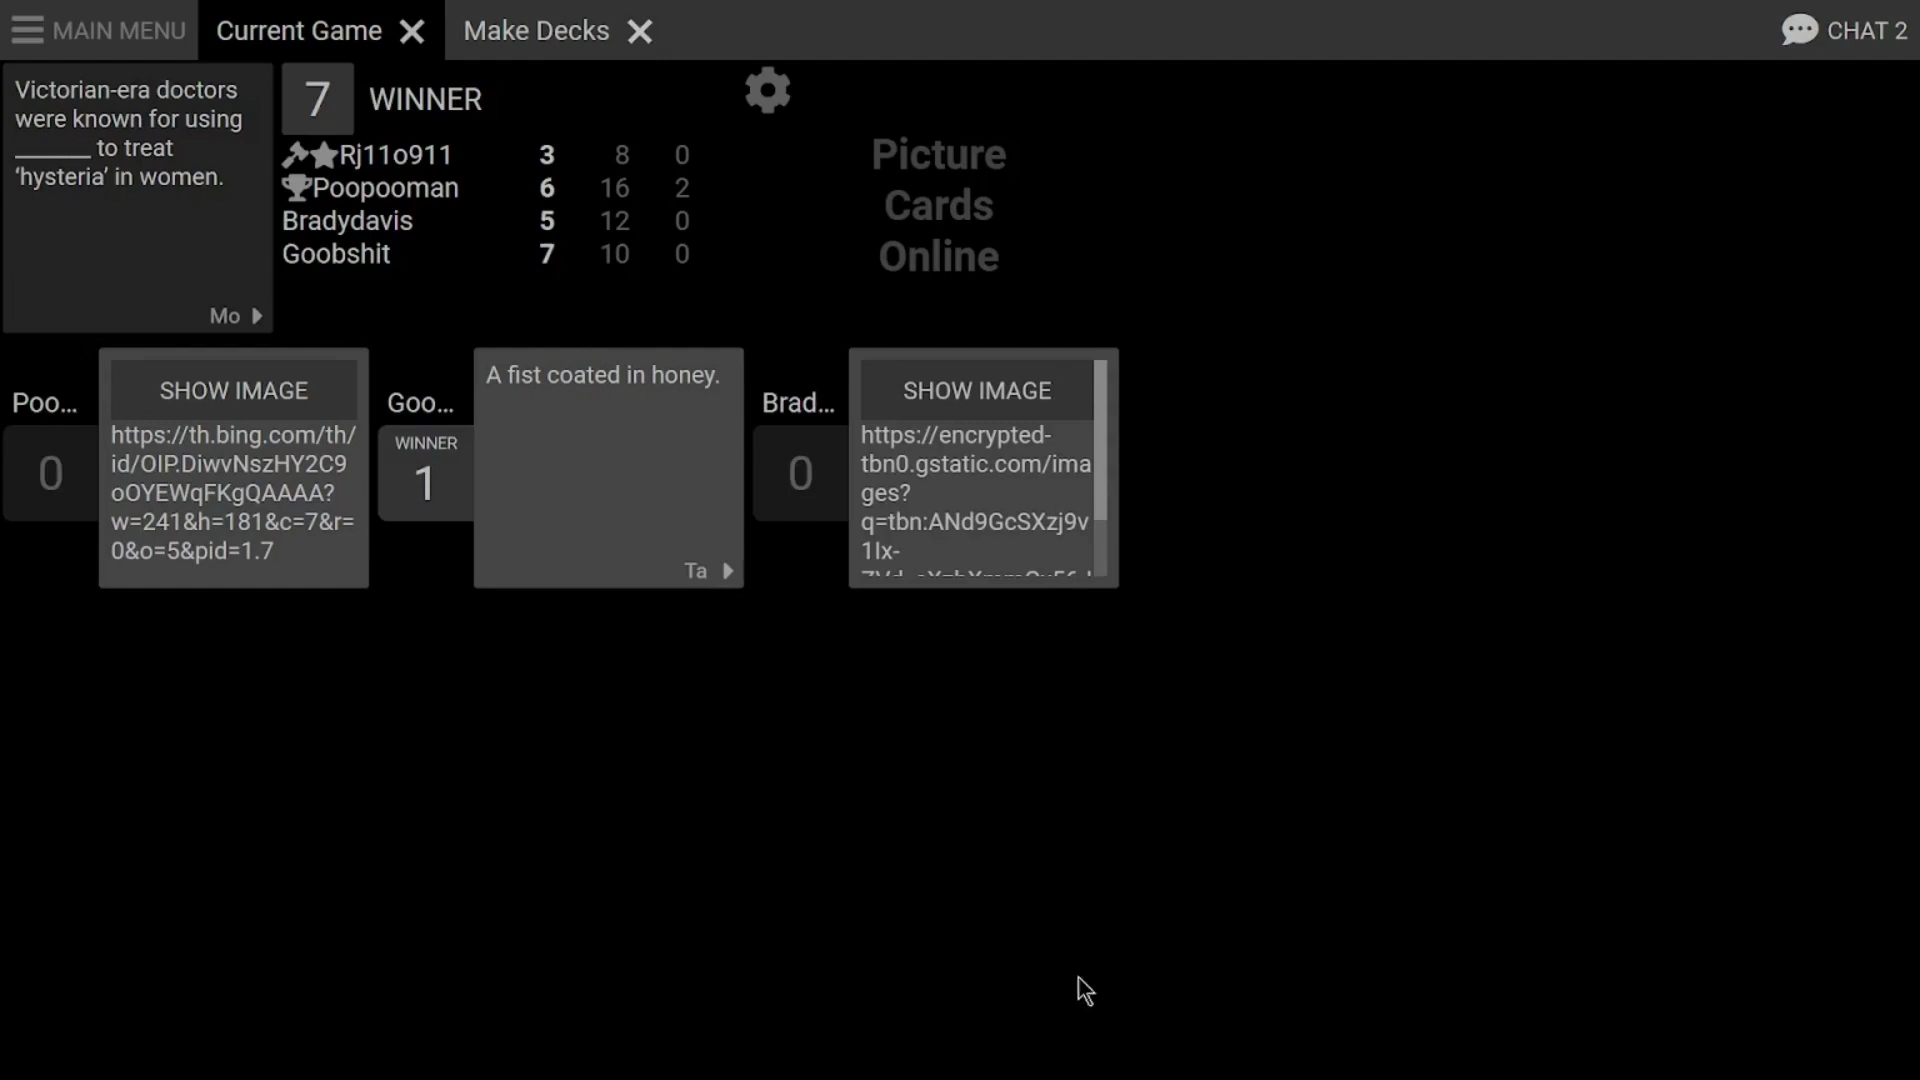 MAIN MENU
Current Game
Make Decks
CHAT 2
Victorian-era doctors
were known for using
______ to treat
‘hysteria’ in women.
Mo
7 WINNER
Rj11o911 3 8 0
Poopooman 6 16 2
Bradydavis 5 12 0
Goobshit 7 10 0
Picture
Cards
Online
Poo...
0
SHOW IMAGE
https://th.bing.com/th/
id/OIP.DiwvNszHY2C9
oOYEWqFKgQAAAA?
w=241&h=181&c=7&r=
0&o=5&pid=1.7
Goo...
WINNER
1
A fist coated in honey.
Ta
Brad...
0
SHOW IMAGE
https://encrypted-
tbn0.gstatic.com/ima
ges?
q=tbn:ANd9GcSXzj9v
1Ix-